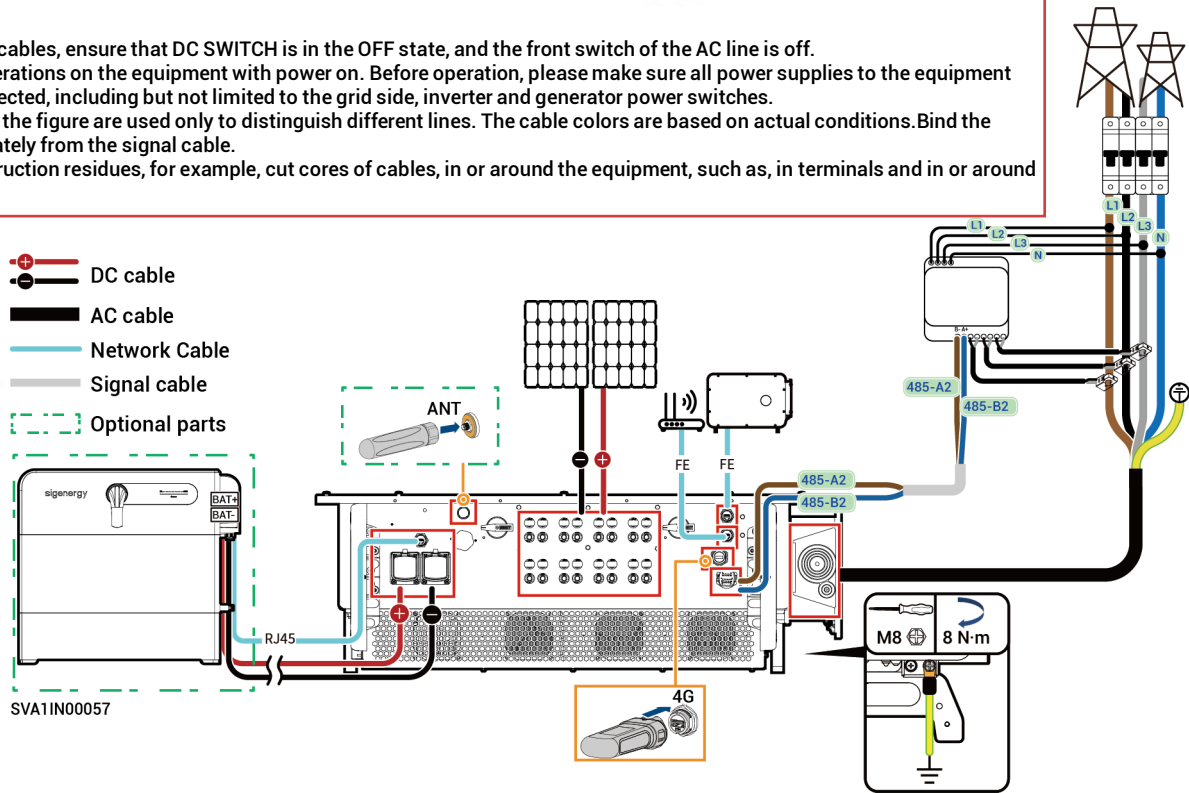 cables, ensure that DC SWITCH is in the OFF state, and the front switch of the AC line is off.
erations on the equipment with power on. Before operation, please make sure all power supplies to the equipment
ected, including but not limited to the grid side, inverter and generator power switches.
the figure are used only to distinguish different lines. The cable colors are based on actual conditions.Bind the
ately from the signal cable.
ruction residues, for example, cut cores of cables, in or around the equipment, such as, in terminals and in or around
L1
L2
L3
N
L1
L2
L3
N
DC cable
AC cable
Network Cable
Signal cable
Optional parts
B- A+
485-A2
485-B2
ANT
FE
FE
485-A2
485-B2
sigenergy
BAT+
BAT-
RJ45
M8
8 N·m
4G
SVA1IN00057